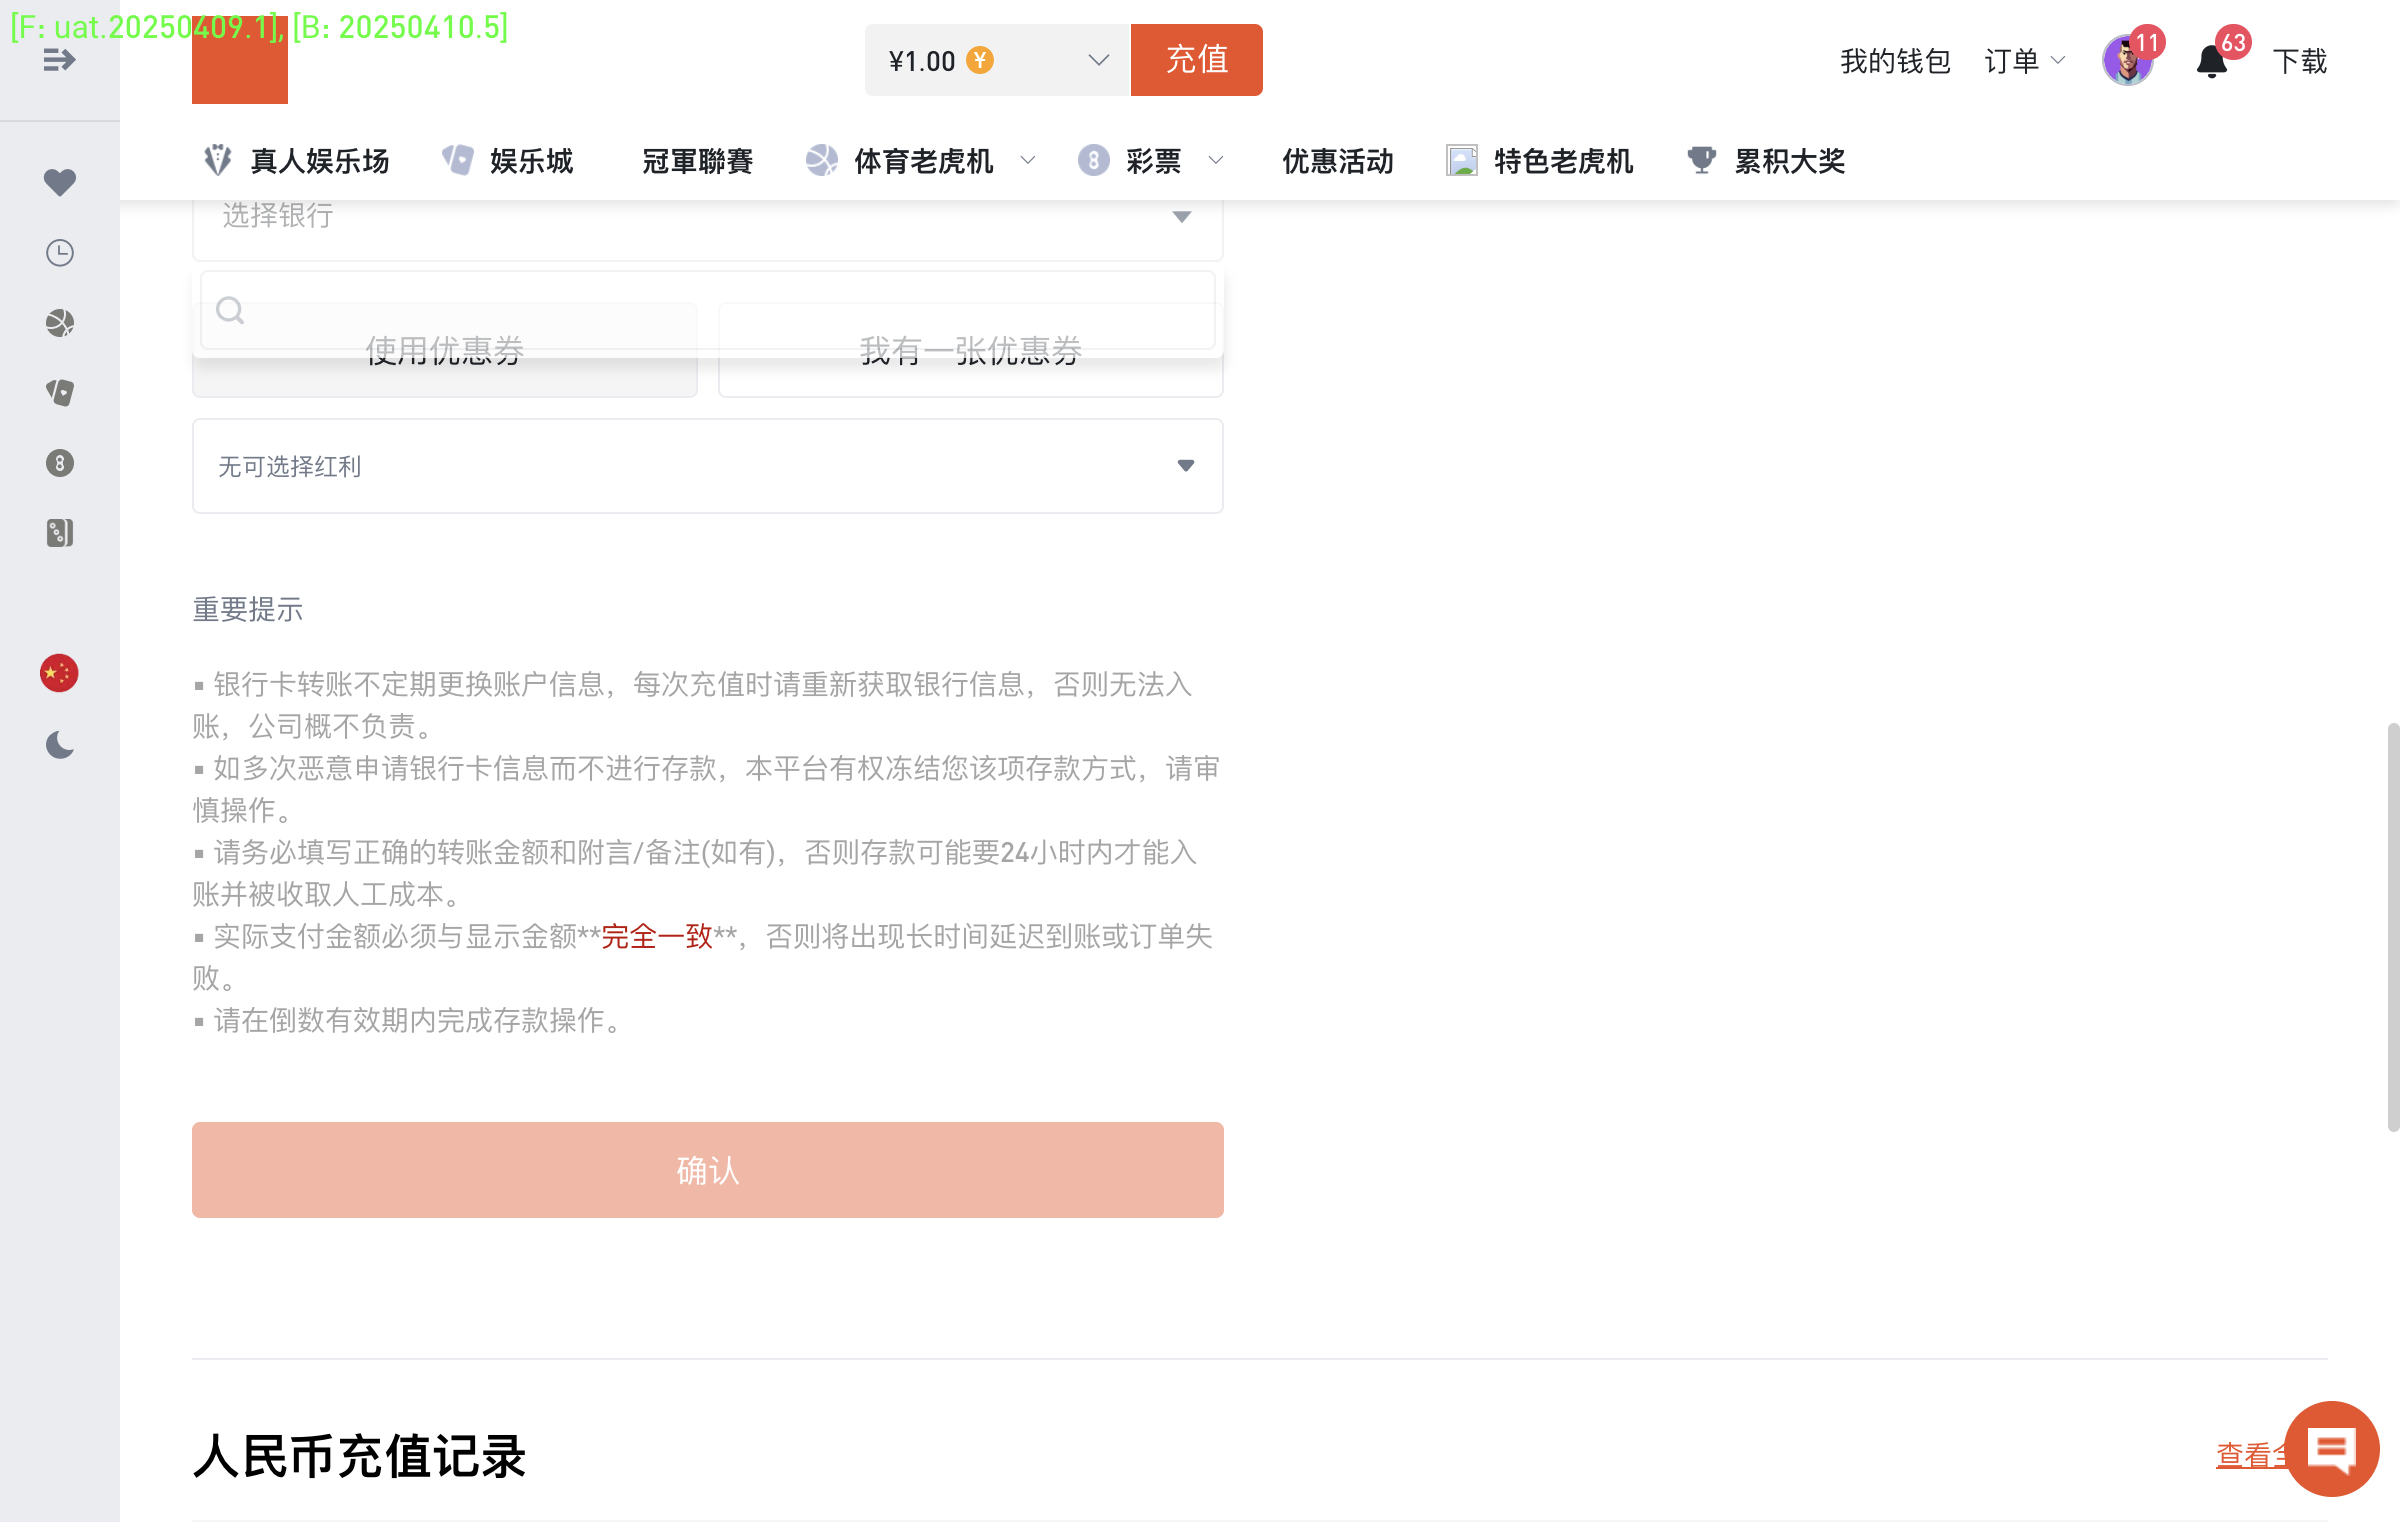 [F: uat.20250409.1], [B: 20250410.5]
¥1.00 ¥
充值
我的钱包
订单
11
63
下载
真人娱乐场
娱乐城
冠軍聯賽
体育老虎机
8 彩票
优惠活动
特色老虎机
累积大奖
选择银行
使用优惠券
我有一张优惠券
无可选择红利
8
重要提示
▪ 银行卡转账不定期更换账户信息，每次充值时请重新获取银行信息，否则无法入
账，公司概不负责。
▪ 如多次恶意申请银行卡信息而不进行存款，本平台有权冻结您该项存款方式，请审
慎操作。
▪ 请务必填写正确的转账金额和附言/备注(如有)，否则存款可能要24小时内才能入
账并被收取人工成本。
▪ 实际支付金额必须与显示金额**完全一致**，否则将出现长时间延迟到账或订单失
败。
▪ 请在倒数有效期内完成存款操作。
确认
人民币充值记录
查看全